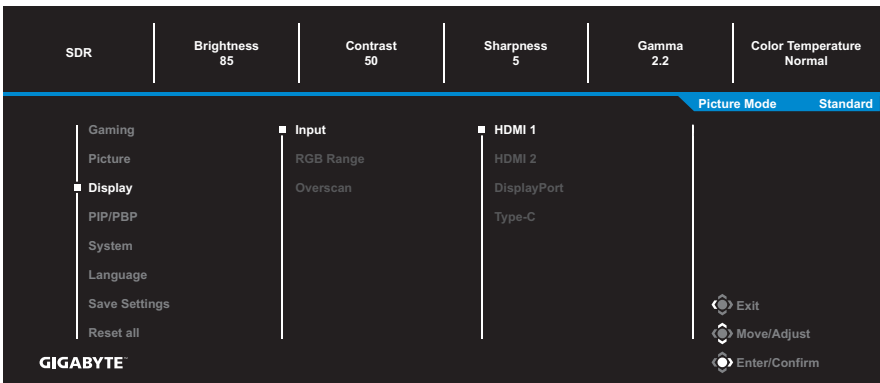 SDR
Brightness
85
Contrast
50
Sharpness
5
Gamma
2.2
Color Temperature
Normal
Picture Mode Standard
Gaming
Picture
Display
PIP/PBP
System
Language
Save Settings
Reset all
Input
RGB Range
Overscan
HDMI 1
HDMI 2
DisplayPort
Type-C
Exit
Move/Adjust
Enter/Confirm
GIGABYTE™